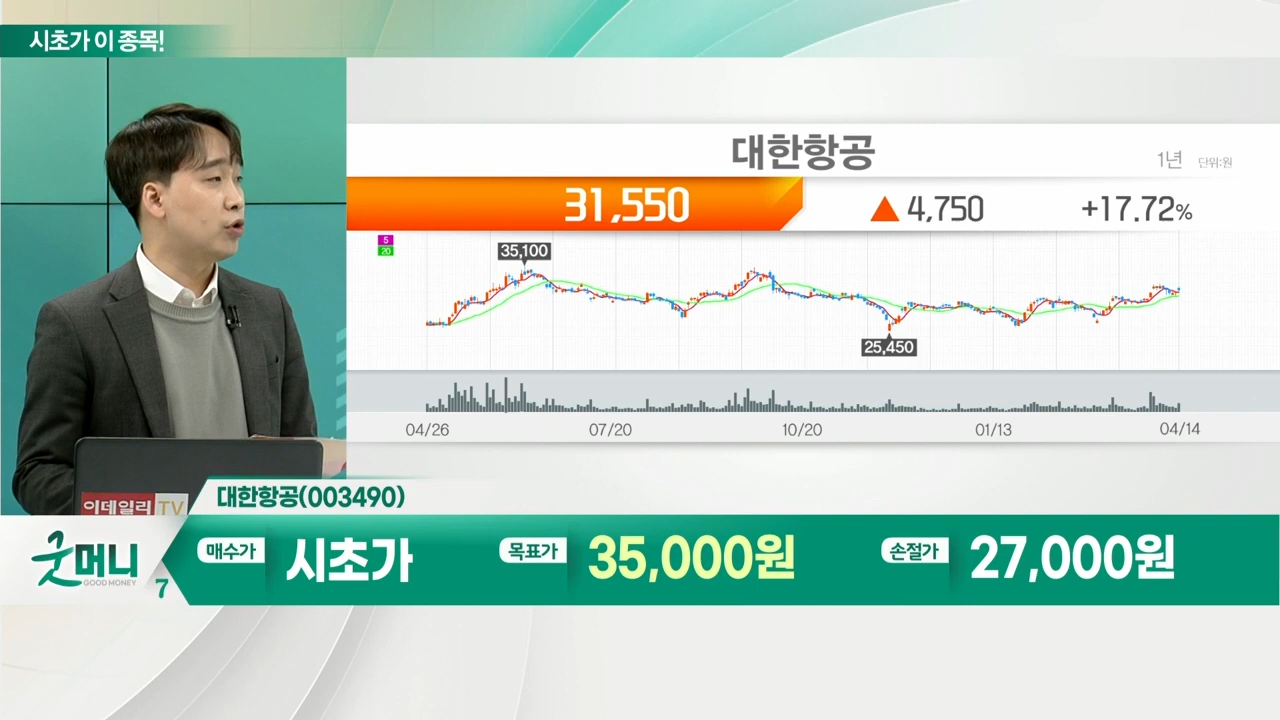 시초가 이 종목!
대한항공
1년 단위:원
31,550 ▲ 4,750 +17.72%
5
20
35,100
25,450
04/26 07/20 10/20 01/13 04/14
이데일리TV
대한항공(003490)
굿머니
GOOD MONEY
7
매수가 시초가 목표가 35,000원 손절가 27,000원